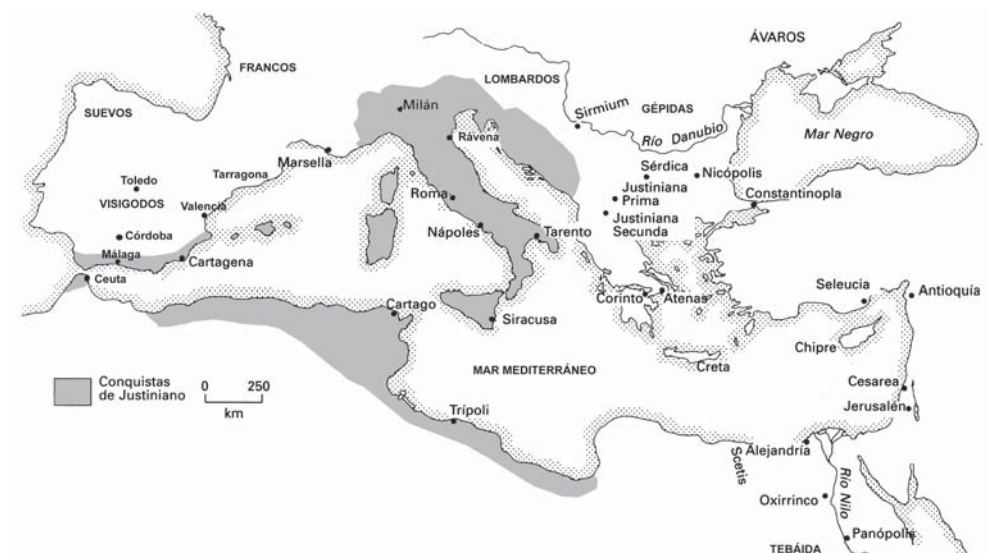 ÁVAROS
FRANCOS
LOMBARDOS
SUEVOS
Milán
Sirmium
GÉPIDAS
Río Danubio
Mar Negro
Rávena
Marsella
Sérdica
Nicópolis
Toledo
Tarragona
Justiniana
Prima
Constantinopla
VISIGODOS
Valencia
Roma
Justiniana
Secunda
Córdoba
Nápoles
Tarento
Málaga
Cartagena
Ceuta
Seleucia
Antioquía
Cartago
Corinto
Atenas
Siracusa
Chipre
MAR MEDITERRÁNEO
Creta
Conquistas
de Justiniano
0 250
km
Cesarea
Jerusalén
Trípoli
Alejandría
Scetis
Río Nilo
Oxirrinco
Panópolis
TEBÁIDA